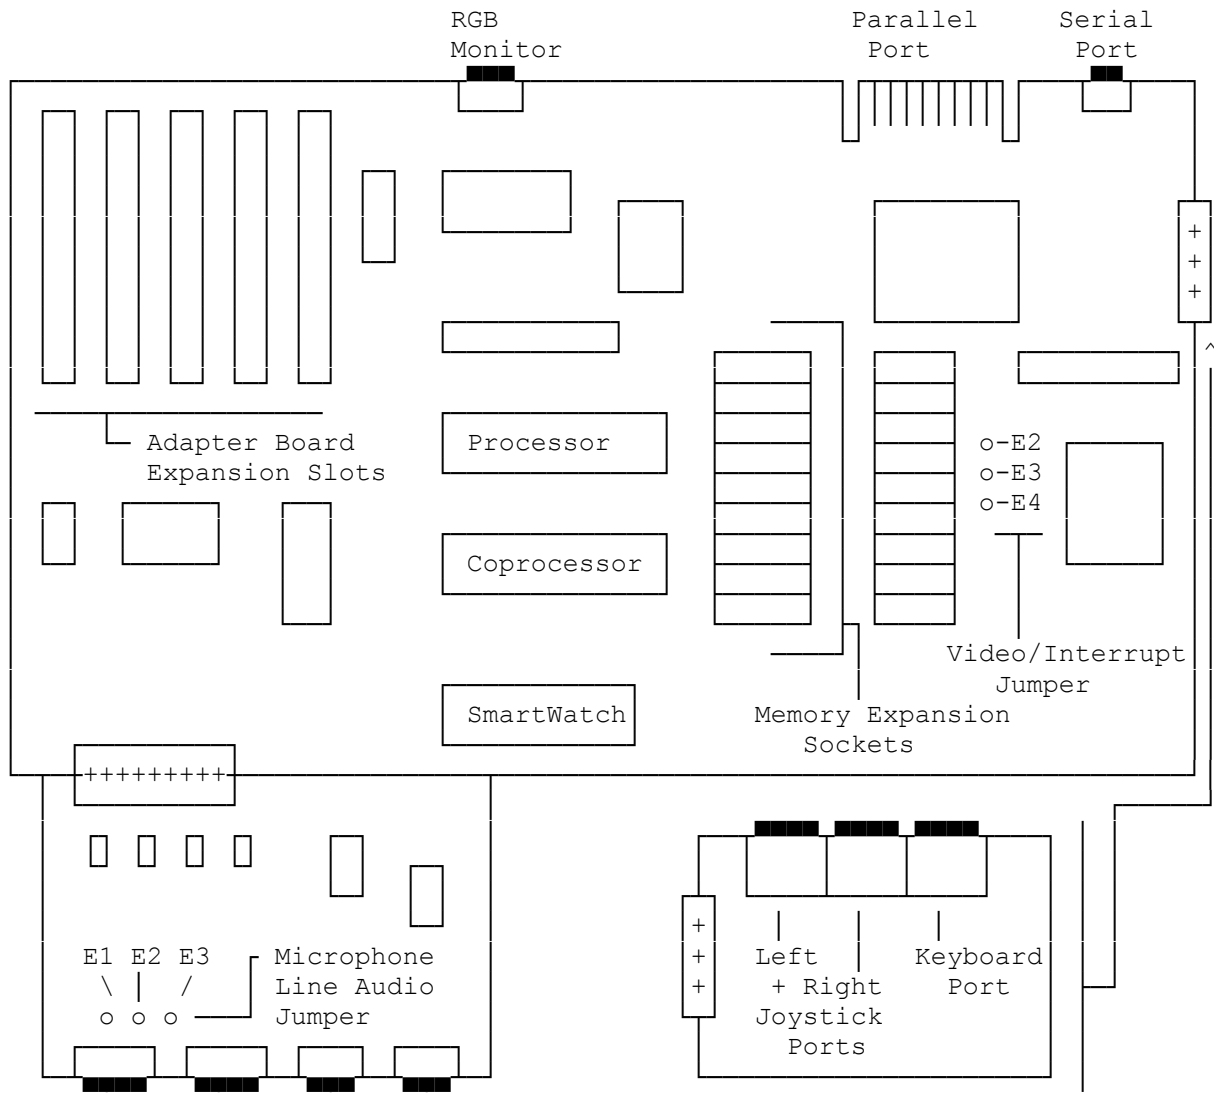 RGB Parallel Serial
Monitor Port Port
+
+
+
^
Adapter Board Processor o-E2
Expansion Slots o-E3
o-E4
Coprocessor
Video/Interrupt
Jumper
SmartWatch Memory Expansion
Sockets
+++++++++
+
E1 E2 E3 Microphone + Left Keyboard
\ | / Line Audio + + Right Port
o o o Jumper Joystick
Ports